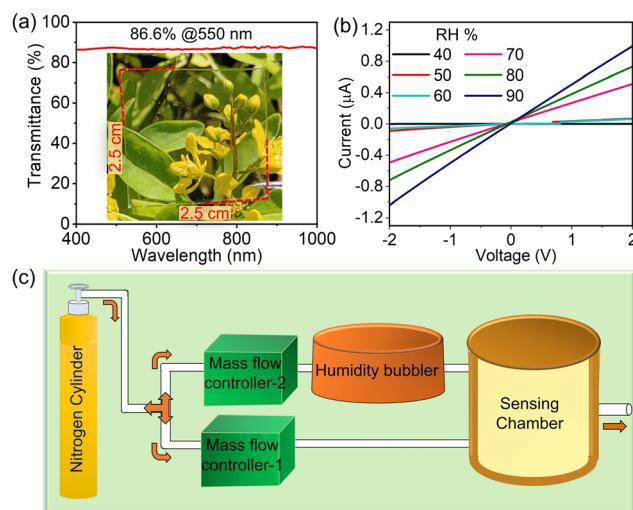 (a)
86.6% @550 nm
Transmittance (%)
100
80
60
40
20
0
2.5 cm
2.5 cm
400
600
800
1000
Wavelength (nm)
(b)
RH %
40
50
60
70
80
90
Current (µA)
1.2
0.8
0.4
0.0
-0.4
-0.8
-1.2
-2
-1
0
1
2
Voltage (V)
(c)
Nitrogen Cylinder
Mass flow
controller-2
Humidity bubbler
Mass flow
controller-1
Sensing
Chamber